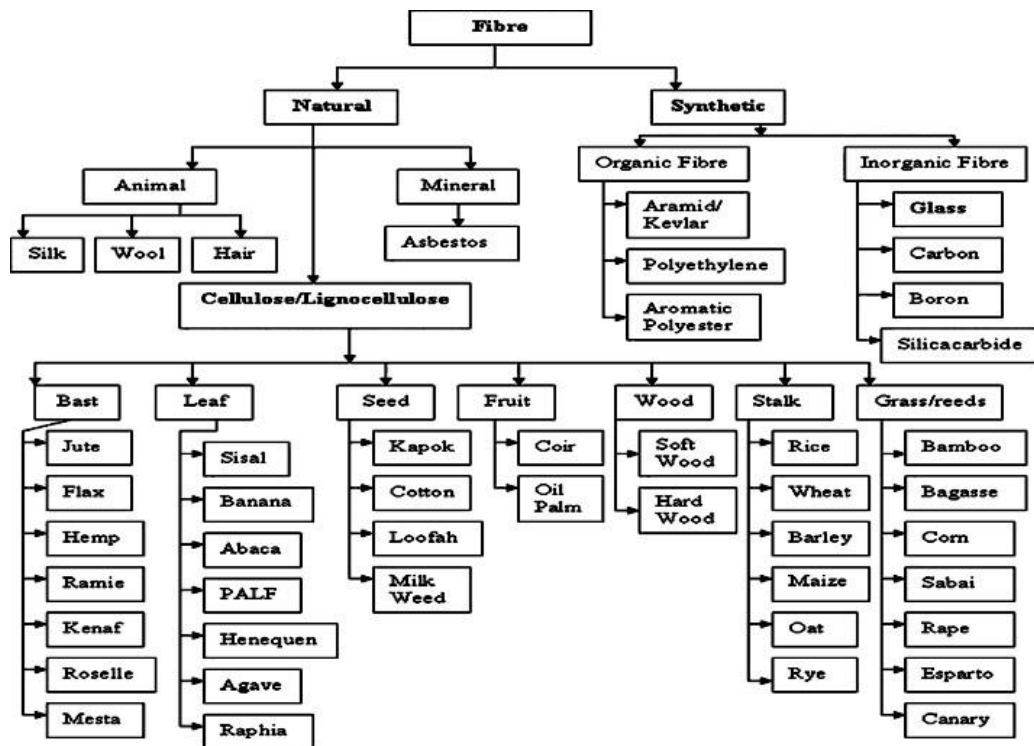 Fibre
Natural
Synthetic
Animal
Mineral
Organic Fibre
Inorganic Fibre
Silk
Wool
Hair
Asbestos
Aramid/
Kevlar
Polyethylene
Aromatic
Polyester
Glass
Carbon
Boron
Silicacarbide
Cellulose/Lignocellulose
Bast
Leaf
Seed
Fruit
Wood
Stalk
Grass/reeds
Jute
Flax
Hemp
Ramie
Kenaf
Roselle
Mesta
Sisal
Banana
Abaca
PALF
Henequen
Agave
Raphia
Kapok
Cotton
Loofah
Milk
Weed
Coir
Oil
Palm
Soft
Wood
Hard
Wood
Rice
Wheat
Barley
Maize
Oat
Rye
Bamboo
Bagasse
Corn
Sabai
Rape
Esparto
Canary